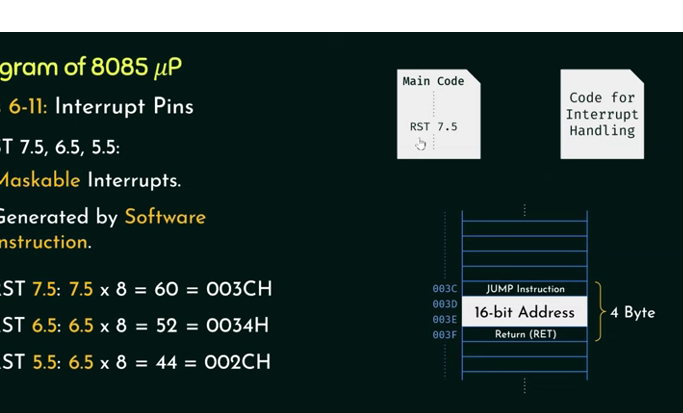 gram of 8085 µP
6-11: Interrupt Pins
T 7.5, 6.5, 5.5:
Maskable Interrupts.
Generated by Software
nstruction.
ST 7.5: 7.5 x 8 = 60 = 003CH
ST 6.5: 6.5 x 8 = 52 = 0034H
ST 5.5: 6.5 x 8 = 44 = 002CH
Main Code
RST 7.5
Code for
Interrupt
Handling
003C JUMP Instruction
003D
16-bit Address
003E
003F Return (RET)
4 Byte